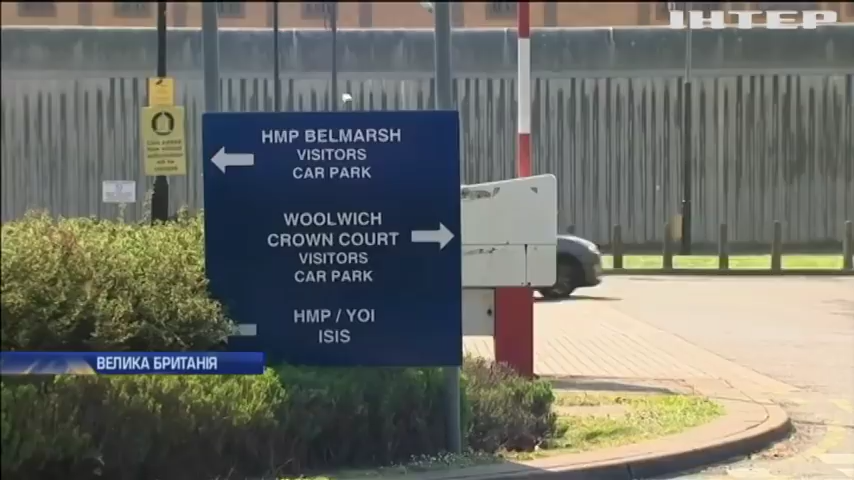 ІНТЕР
HMP BELMARSH
VISITORS
CAR PARK
WOOLWICH
CROWN COURT
VISITORS
CAR PARK
HMP / YOI
ISIS
ВЕЛИКА БРИТАНІЯ